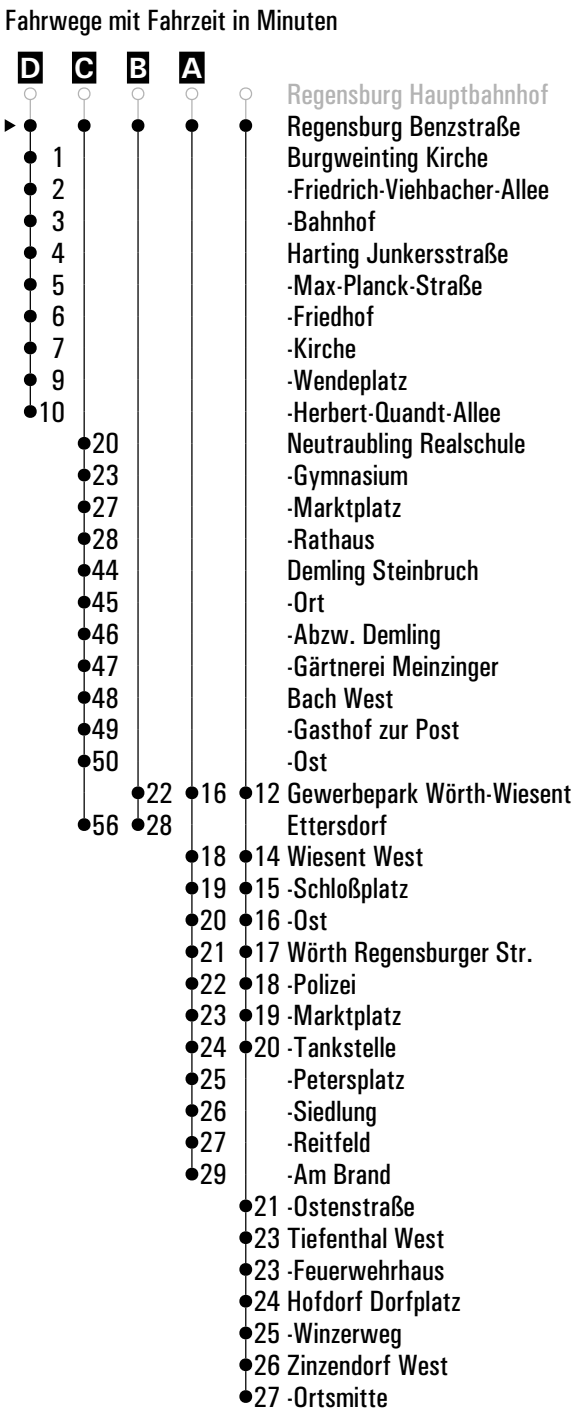 Fahrwege mit Fahrzeit in Minuten
D C B A
Regensburg Hauptbahnhof
Regensburg Benzstraße
1 Burgweinting Kirche
2 -Friedrich-Viehbacher-Allee
3 -Bahnhof
4 Harting Junkersstraße
5 -Max-Planck-Straße
6 -Friedhof
7 -Kirche
9 -Wendeplatz
10 -Herbert-Quandt-Allee
20 Neutraubling Realschule
23 -Gymnasium
27 -Marktplatz
28 -Rathaus
44 Demling Steinbruch
45 -Ort
46 -Abzw. Demling
47 -Gärtnerei Meinzinger
48 Bach West
49 -Gasthof zur Post
50 -Ost
22 16 12 Gewerbepark Wörth-Wiesent
56 28 Ettersdorf
18 14 Wiesent West
19 15 -Schloßplatz
20 16 -Ost
21 17 Wörth Regensburger Str.
22 18 -Polizei
23 19 -Marktplatz
24 20 -Tankstelle
25 -Petersplatz
26 -Siedlung
27 -Reitfeld
29 -Am Brand
21 -Ostenstraße
23 Tiefenthal West
23 -Feuerwehrhaus
24 Hofdorf Dorfplatz
25 -Winzerweg
26 Zinzendorf West
27 -Ortsmitte